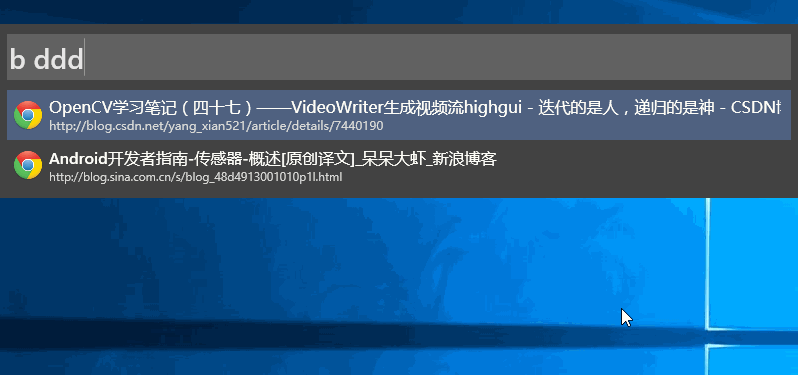 b ddd
OpenCV学习笔记（四十七）——VideoWriter生成视频流highgui - 迭代的是人，递归的是神 - CSDN
http://blog.csdn.net/yang_xian521/article/details/7440190
Android开发者指南-传感器-概述[原创译文]_呆呆大虾_新浪博客
http://blog.sina.com.cn/s/blog_48d4913001010p1l.html